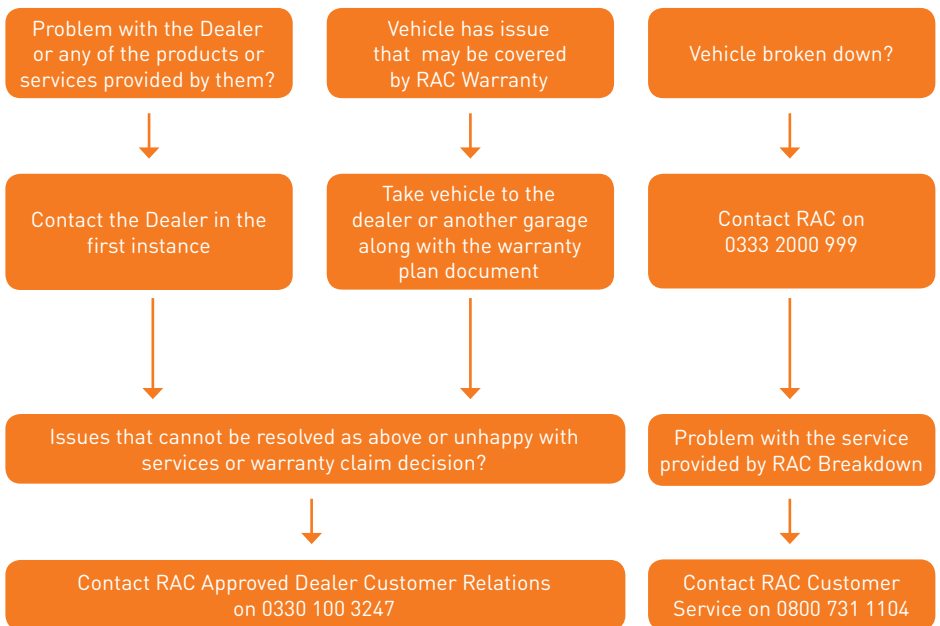 Problem with the Dealer
or any of the products or
services provided by them?
Vehicle has issue
that may be covered
by RAC Warranty
Vehicle broken down?
Contact the Dealer in the
first instance
Take vehicle to the
dealer or another garage
along with the warranty
plan document
Contact RAC on
0333 2000 999
Issues that cannot be resolved as above or unhappy with
services or warranty claim decision?
Problem with the service
provided by RAC Breakdown
Contact RAC Approved Dealer Customer Relations
on 0330 100 3247
Contact RAC Customer
Service on 0800 731 1104